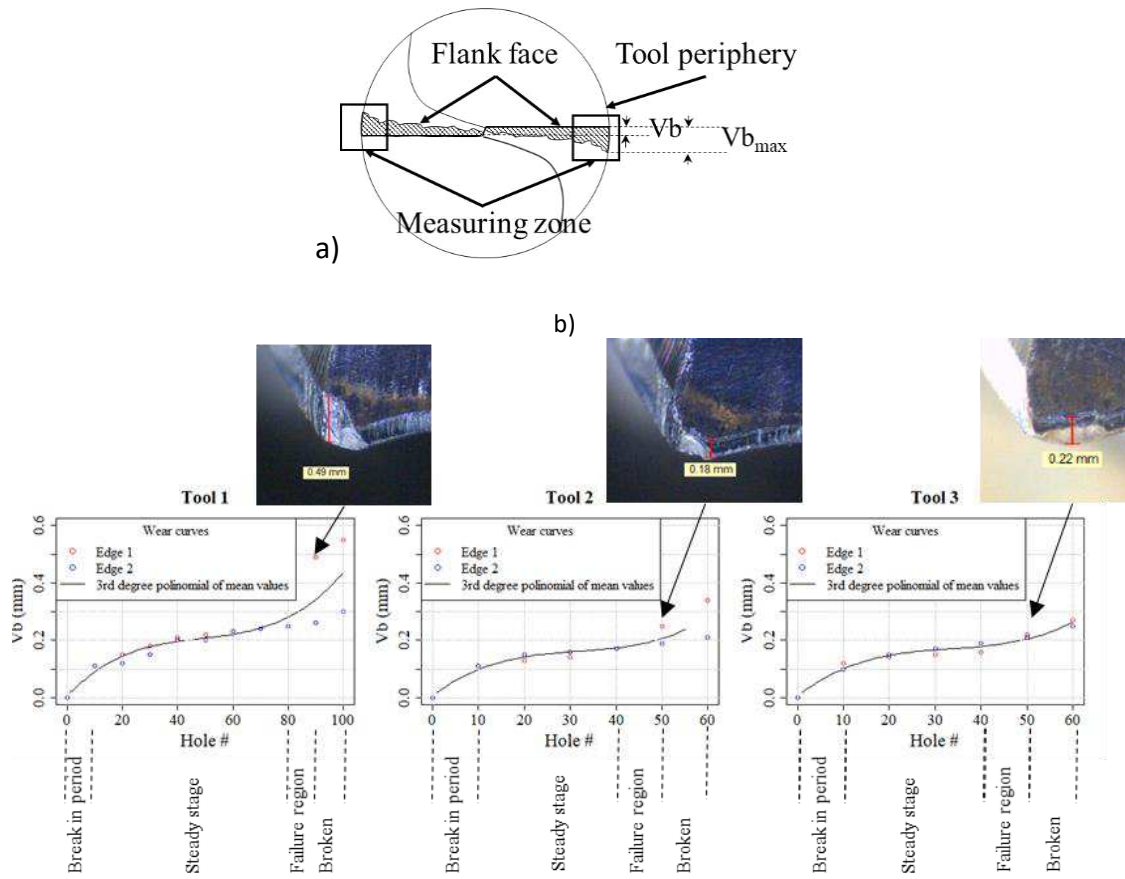 Flank face
Tool periphery
Vb
Vbmax
Measuring zone
a)
b)
0.49 mm
0.18 mm
0.22 mm
Tool 1
Tool 2
Tool 3
Wear curves
Edge 1
Edge 2
3rd degree polinomial of mean values
Vb (mm)
0.0 0.2 0.4 0.6
0 20 40 60 80 100
Hole #
Break in period
Steady stage
Failure region
Broken
Wear curves
Edge 1
Edge 2
3rd degree polinomial of mean values
Vb (mm)
0.0 0.2 0.4 0.6
0 10 20 30 40 50 60
Hole #
Break in period
Steady stage
Failure region
Broken
Wear curves
Edge 1
Edge 2
3rd degree polinomial of mean values
Vb (mm)
0.0 0.2 0.4 0.6
0 10 20 30 40 50 60
Hole #
Break in period
Steady stage
Failure region
Broken